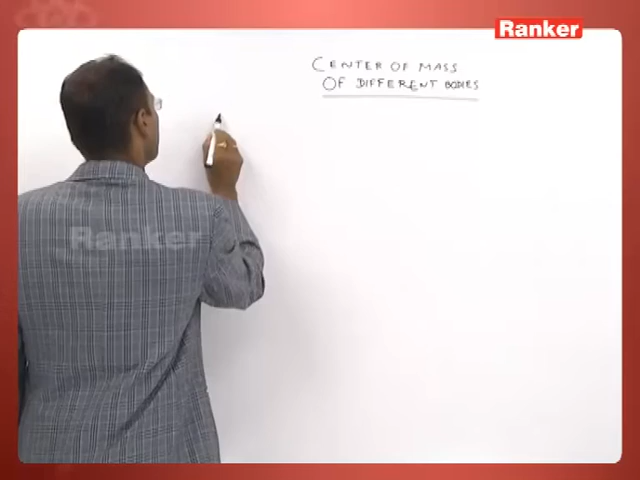 Ranker
CENTER OF MASS
OF DIFFERENT BODIES
Ranker